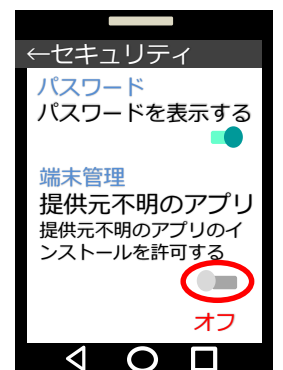 ←セキュリティ
パスワード
パスワードを表示する
端末管理
提供元不明のアプリ
提供元不明のアプリのイ
ンストールを許可する
オフ